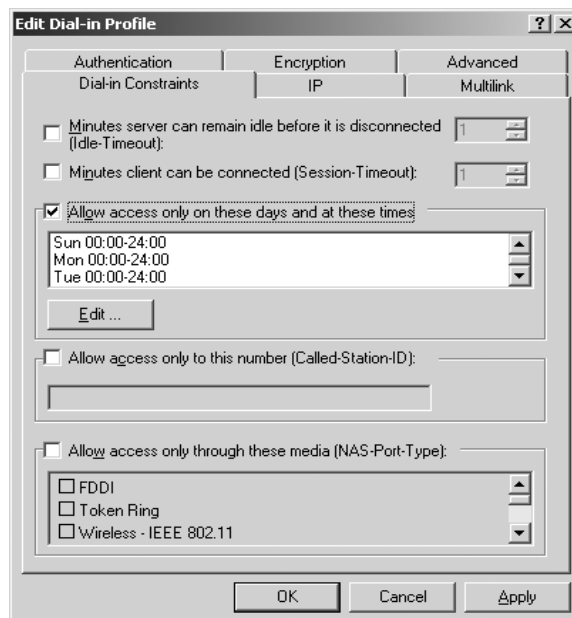 Edit Dial-in Profile
Authentication Encryption Advanced
Dial-in Constraints IP Multilink
Minutes server can remain idle before it is disconnected
(Idle-Timeout): 1
Minutes client can be connected (Session-Timeout): 1
Allow access only on these days and at these times
Sun 00:00-24:00
Mon 00:00-24:00
Tue 00:00-24:00
Edit ...
Allow access only to this number (Called-Station-ID):
Allow access only through these media (NAS-Port-Type):
FDDI
Token Ring
Wireless - IEEE 802.11
OK Cancel Apply